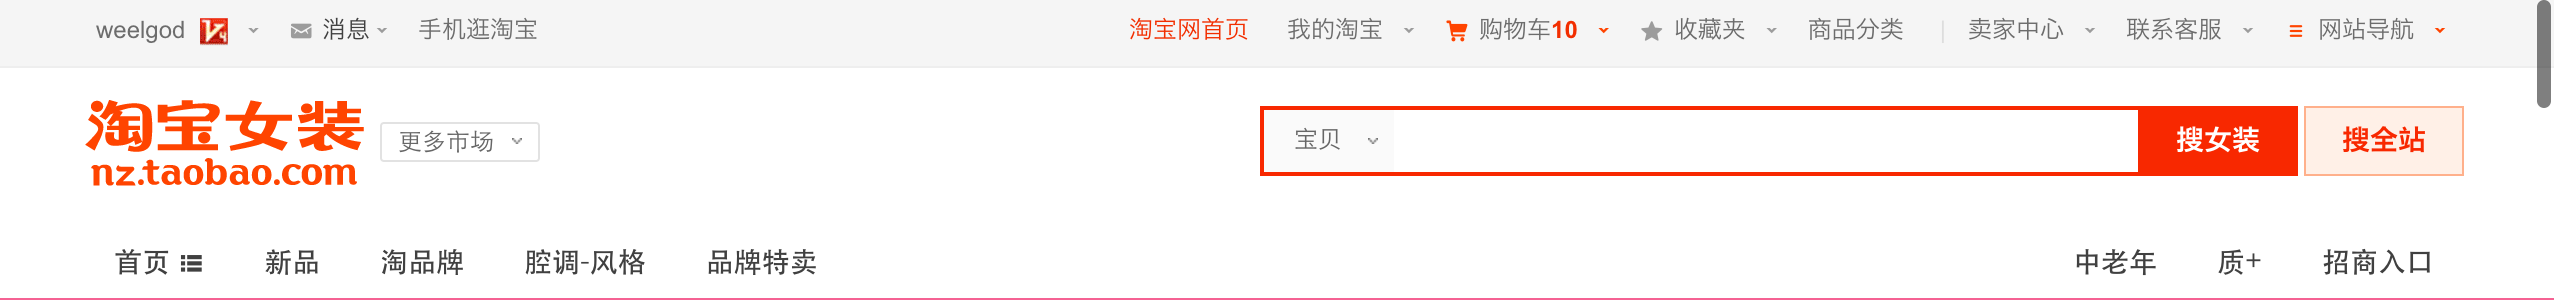 weelgod V4 消息 手机逛淘宝 淘宝网首页 我的淘宝 购物车10 收藏夹 商品分类 卖家中心 联系客服 网站导航
淘宝女装 更多市场 宝贝 搜女装 搜全站
nz.taobao.com
首页 新品 淘品牌 腔调-风格 品牌特卖 中老年 质+ 招商入口